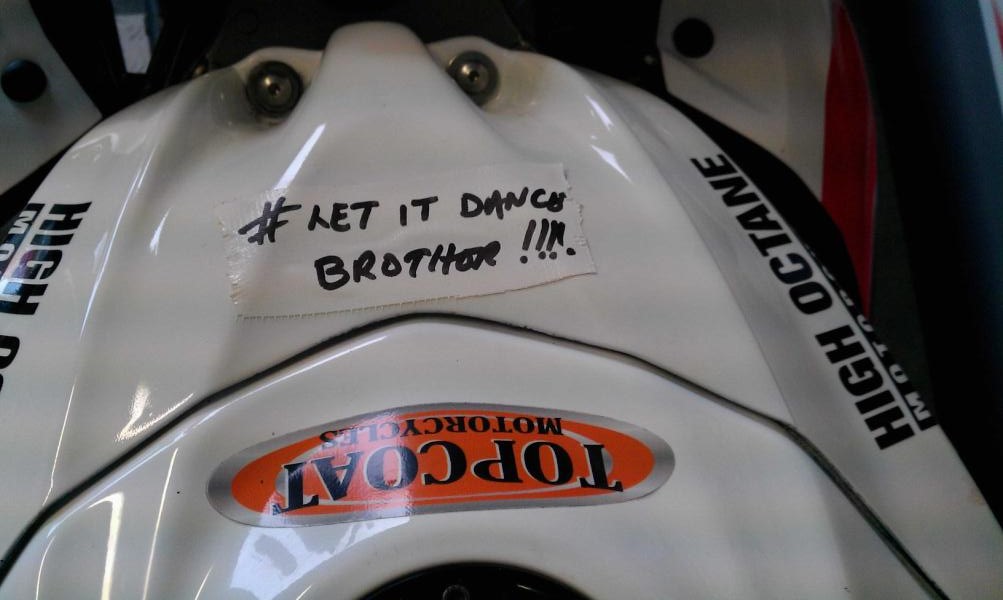 # LET IT DANCE
BROTHER !!!!.
TOPCOAT
MOTORCYCLES
HIGH OCTANE
HIGH